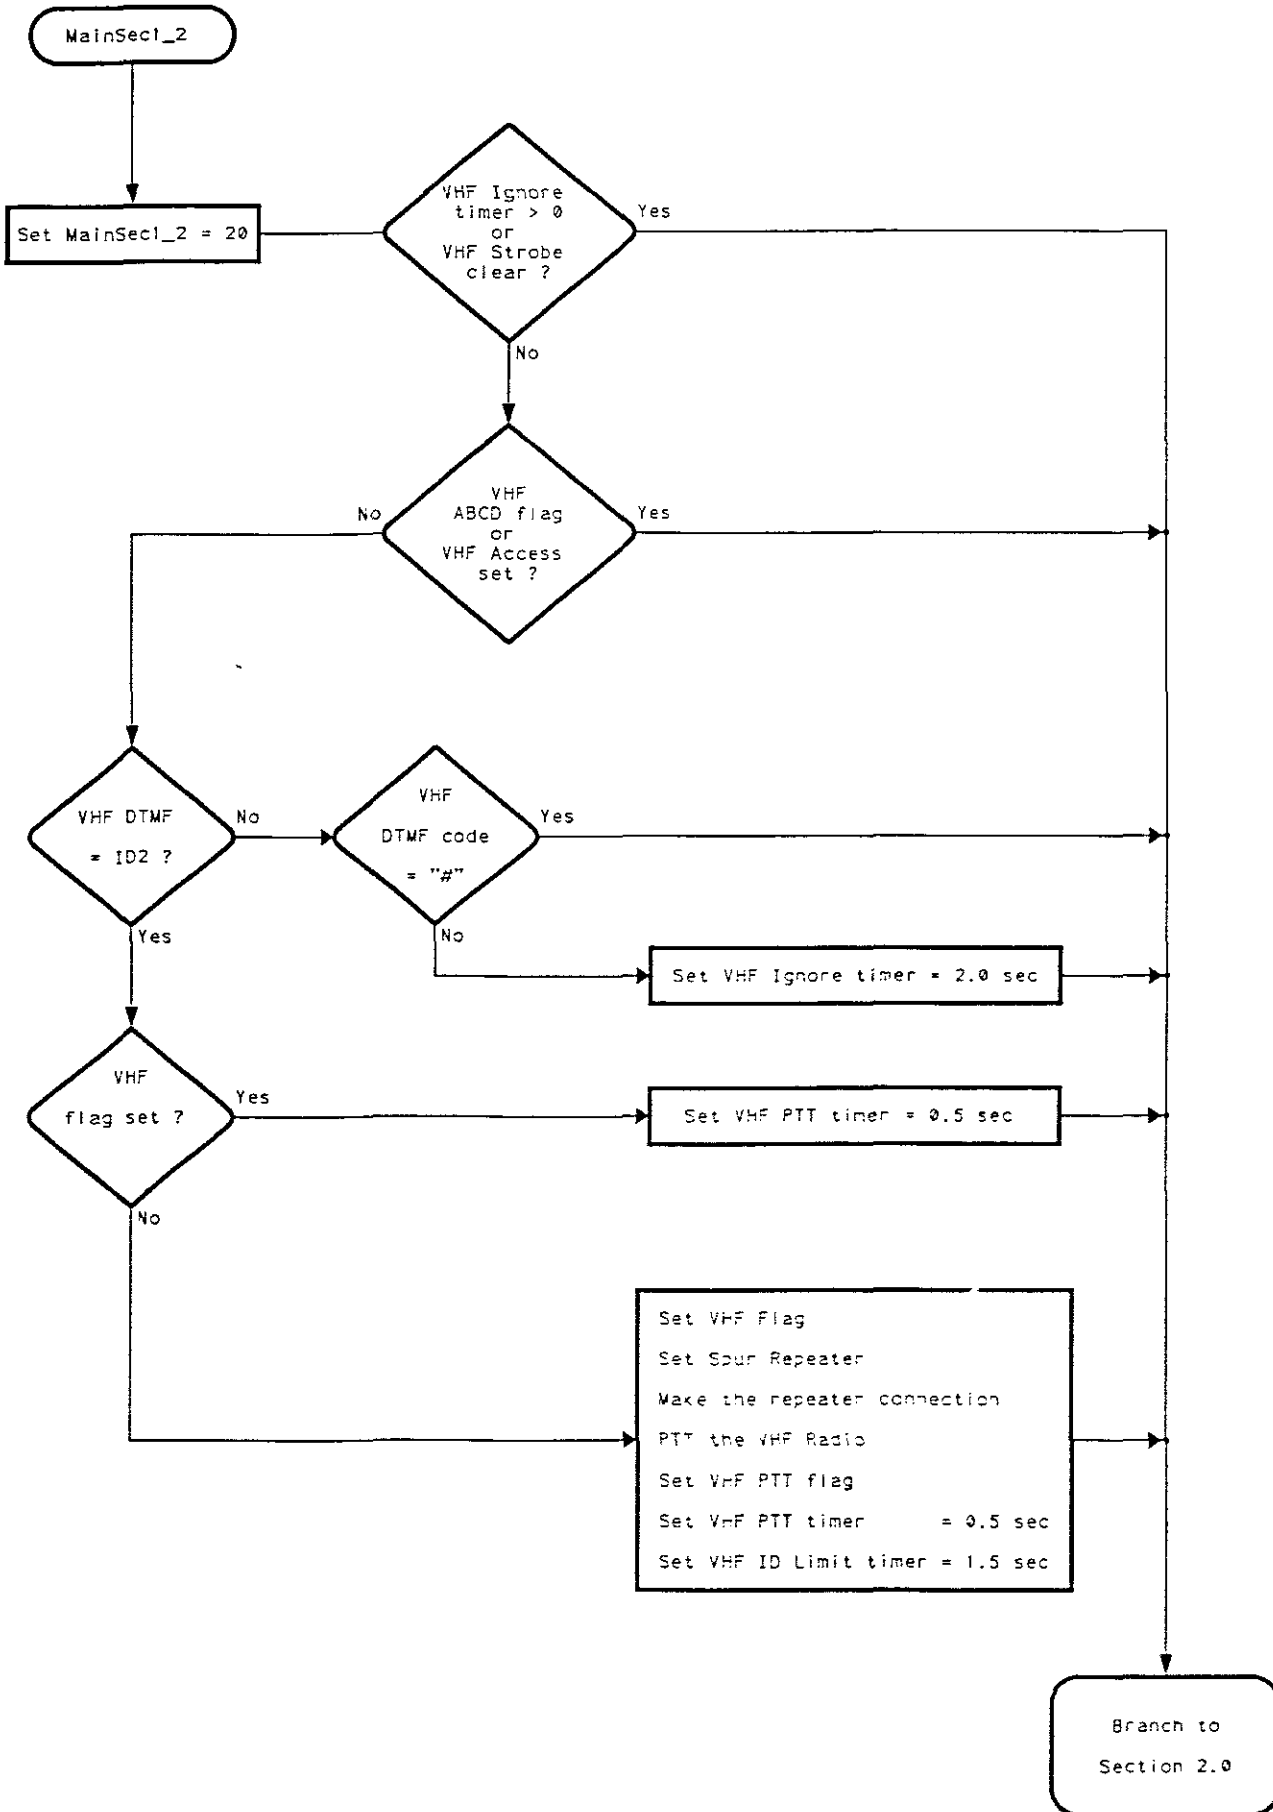 MainSec1_2
Set MainSec1_2 = 20
VHF Ignore
timer > 0
or
VHF Strobe
clear ?
Yes
No
VHF
ABCD flag
or
VHF Access
set ?
No
Yes
VHF DTMF
= ID2 ?
No
Yes
VHF
DTMF code
= "#"
Yes
No
Set VHF Ignore timer = 2.0 sec
VHF
flag set ?
Yes
No
Set VHF PTT timer = 0.5 sec
Set VHF Flag
Set Spur Repeater
Make the repeater connection
PTT the VHF Radio
Set VHF PTT flag
Set VHF PTT timer = 0.5 sec
Set VHF ID Limit timer = 1.5 sec
Branch to
Section 2.0